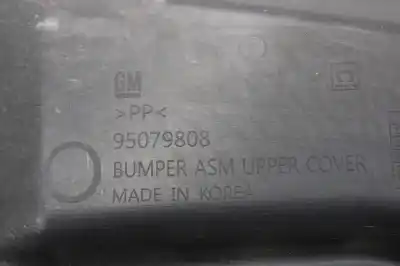 GM
>PP<
95079808
BUMPER ASM UPPER COVER
MADE IN KOREA